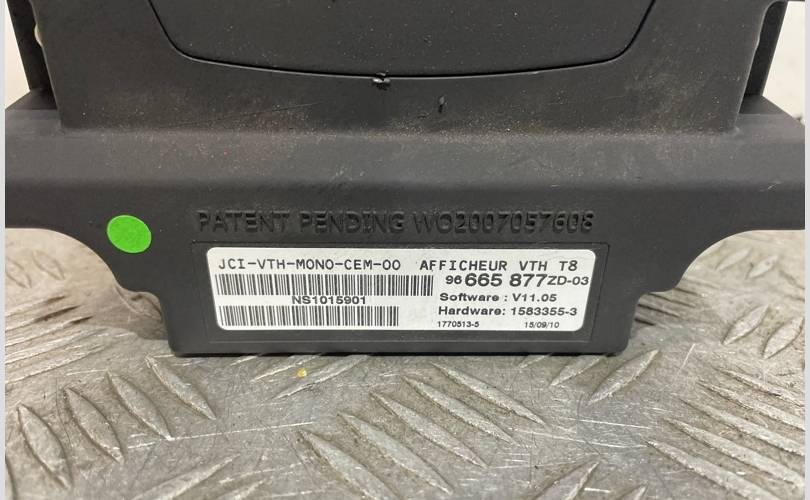 PATENT PENDING WO2007057608
JCI-VTH-MONO-CEM-00 AFFICHEUR VTH T8
96 665 877ZD-03
NS1015901
Software : V11.05
Hardware: 1583355-3
1770513-5 15/09/10